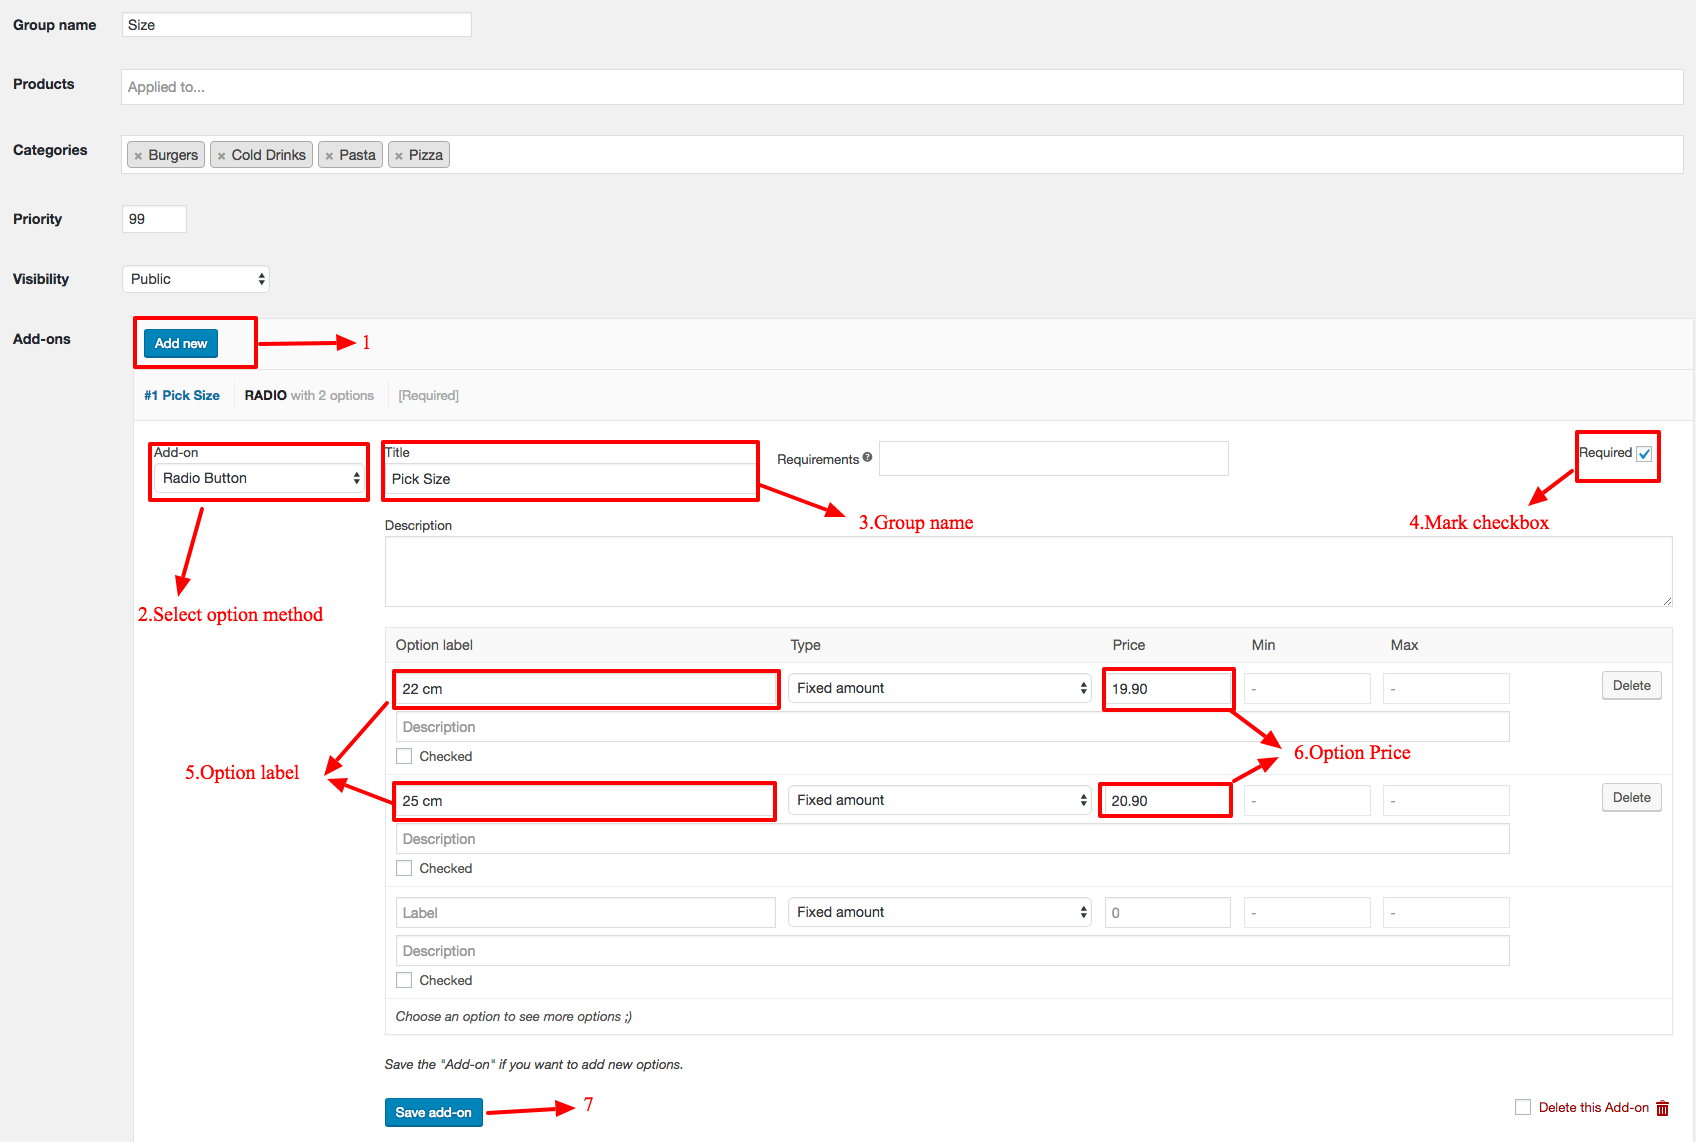 Group name Size
Products Applied to...
Categories × Burgers × Cold Drinks × Pasta × Pizza
Priority 99
Visibility Public
Add-ons Add new 1
#1 Pick Size RADIO with 2 options [Required]
Add-on Title Required
Requirements
Radio Button Pick Size
3.Group name 4.Mark checkbox
Description
2.Select option method
Option label Type Price Min Max
22 cm Fixed amount 19.90 - - Delete
Description
Checked
5.Option label 6.Option Price
25 cm Fixed amount 20.90 - - Delete
Description
Checked
Label Fixed amount 0 - -
Description
Checked
Choose an option to see more options ;)
Save the "Add-on" if you want to add new options.
Save add-on 7 Delete this Add-on